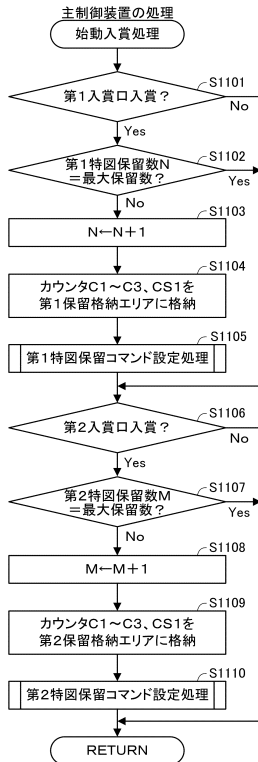 主制御装置の処理
始動入賞処理
S1101
第1入賞口入賞?
No
Yes
S1102
第1特図保留数N
=最大保留数?
Yes
No
S1103
N←N+1
S1104
カウンタC1~C3、CS1を
第1保留格納エリアに格納
S1105
第1特図保留コマンド設定処理
S1106
第2入賞口入賞?
No
Yes
S1107
第2特図保留数M
=最大保留数?
Yes
No
S1108
M←M+1
S1109
カウンタC1~C3、CS1を
第2保留格納エリアに格納
S1110
第2特図保留コマンド設定処理
RETURN